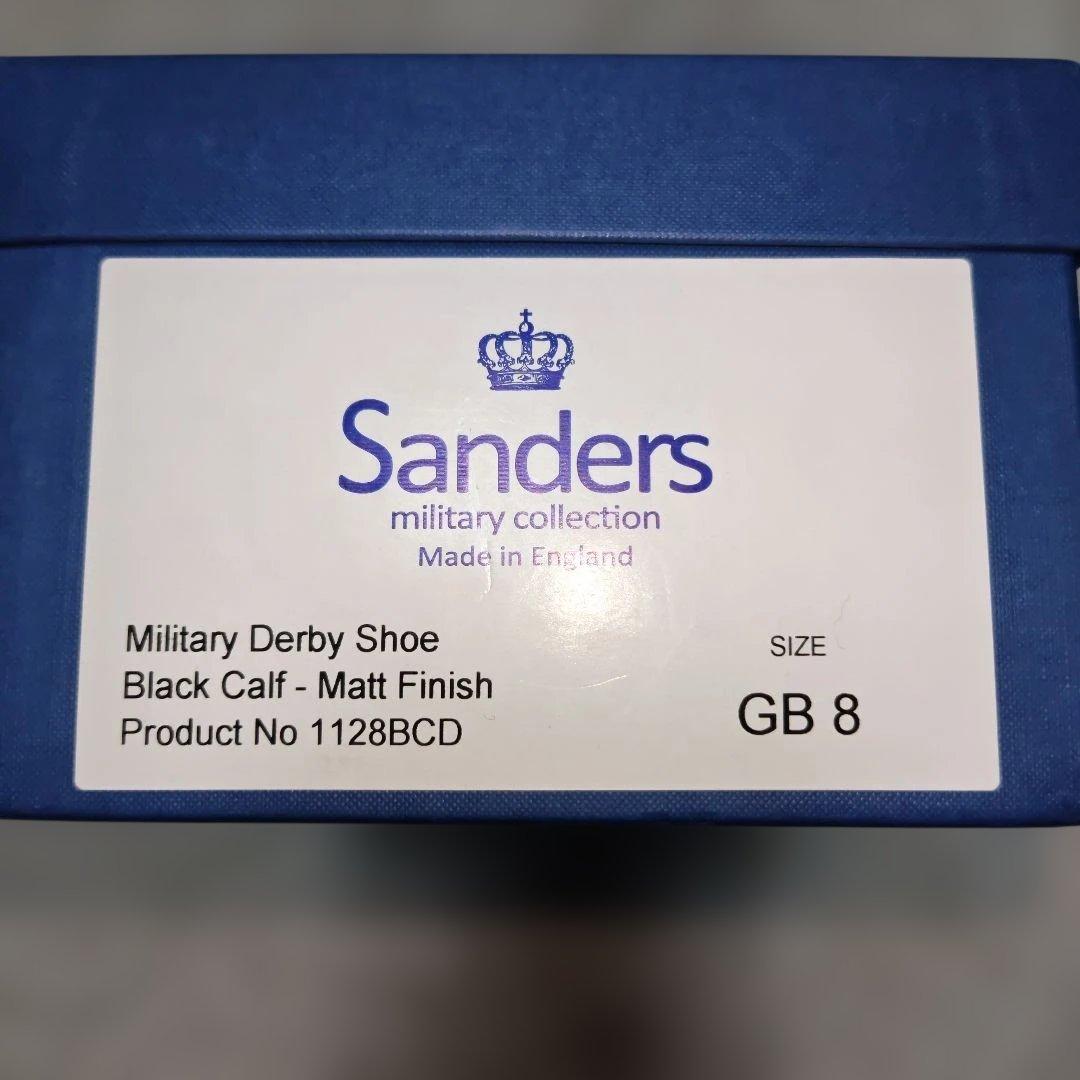 Sanders
military collection
Made in England
Military Derby Shoe
Black Calf - Matt Finish
Product No 1128BCD
SIZE
GB 8